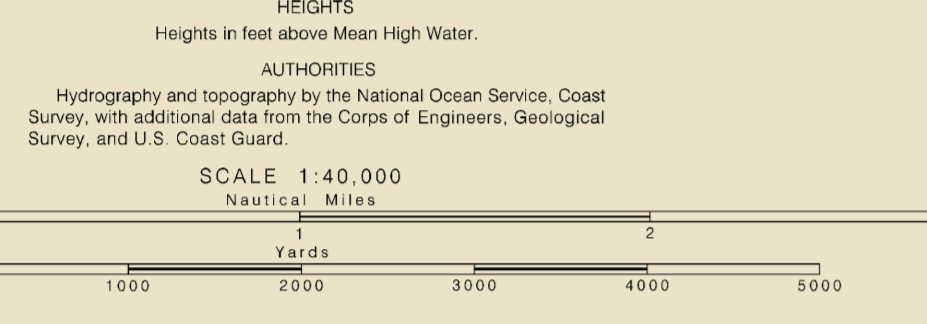 HEIGHTS
Heights in feet above Mean High Water.
AUTHORITIES
Hydrography and topography by the National Ocean Service, Coast
Survey, with additional data from the Corps of Engineers, Geological
Survey, and U.S. Coast Guard.
SCALE 1:40,000
Nautical Miles
1 2
Yards
1000 2000 3000 4000 5000